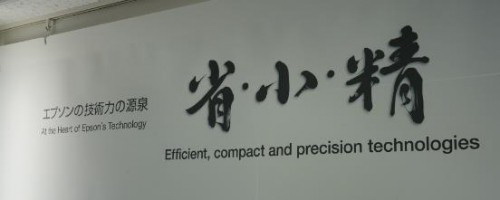 エプソンの技術力の源泉
At the Heart of Epson's Technology
省・小・精
Efficient, compact and precision technologies